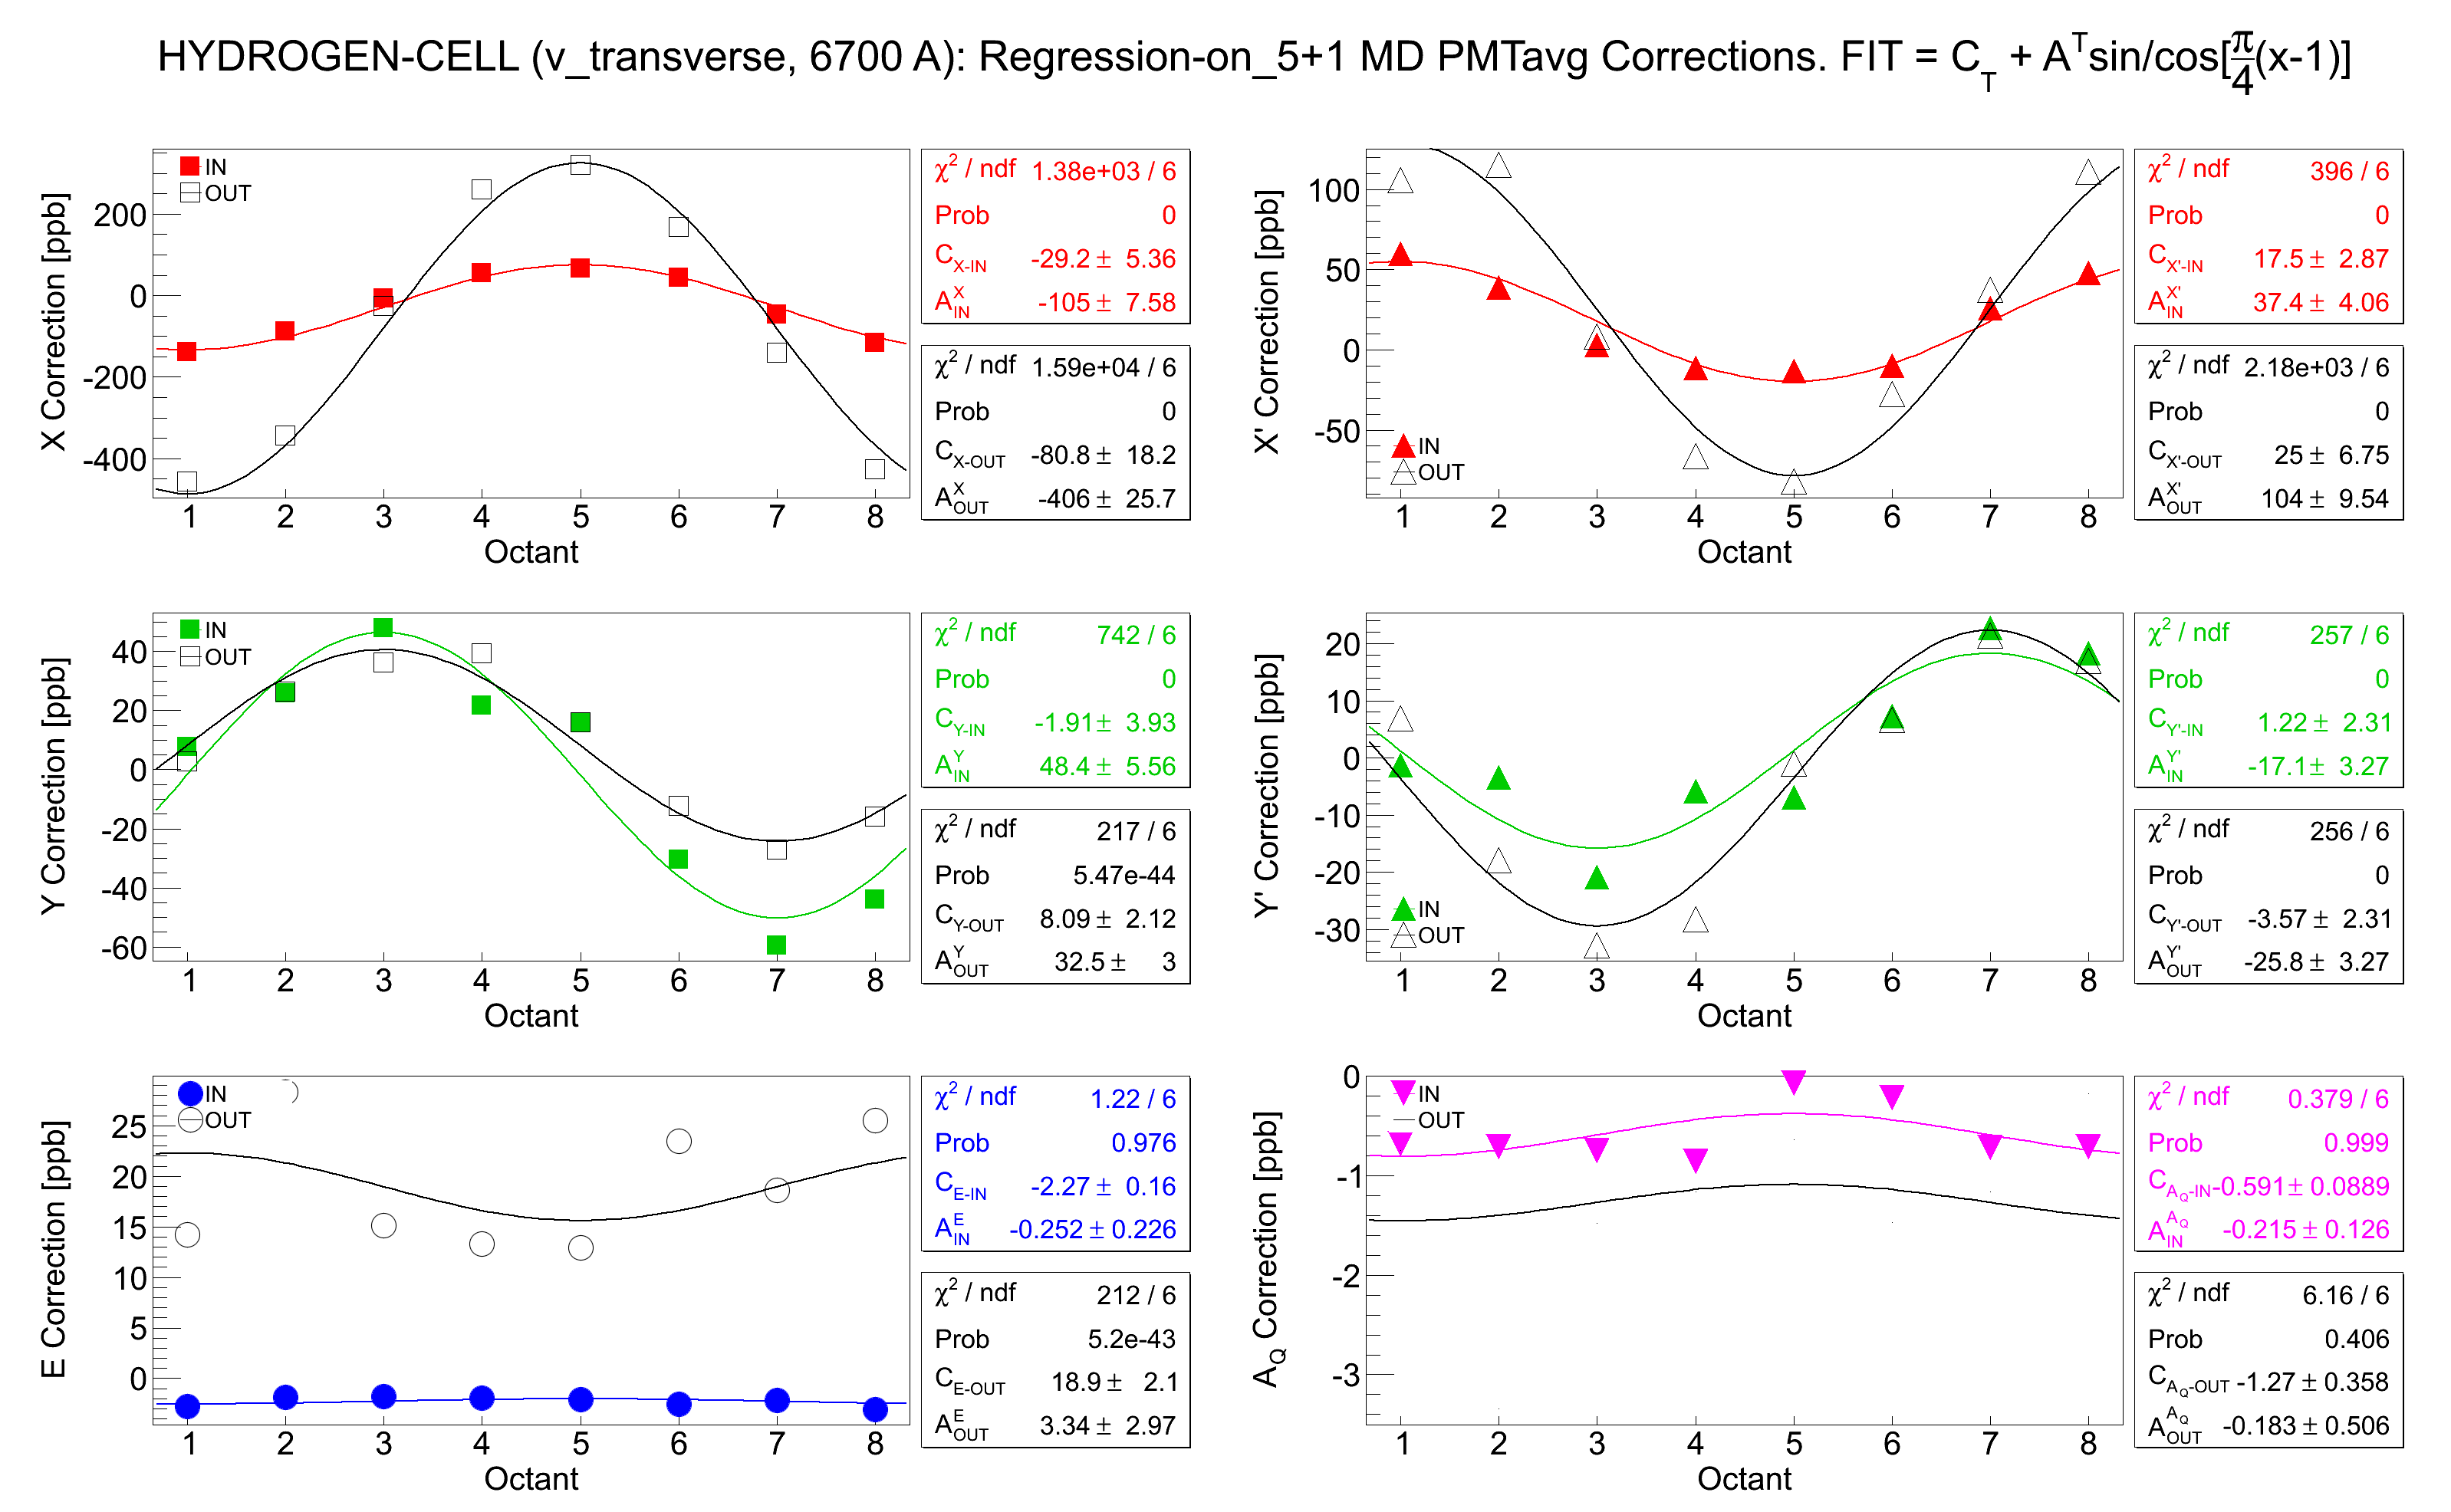 HYDROGEN-CELL (v_transverse, 6700 A): Regression-on_5+1 MD PMTavg Corrections. FIT = C_T + A^T sin/cos[π/4(x-1)]
X Correction [ppb]
IN
OUT
200
0
-200
-400
1 2 3 4 5 6 7 8
Octant
χ² / ndf 1.38e+03 / 6
Prob 0
C_X-IN -29.2 ± 5.36
A^X_IN -105 ± 7.58
χ² / ndf 1.59e+04 / 6
Prob 0
C_X-OUT -80.8 ± 18.2
A^X_OUT -406 ± 25.7
X' Correction [ppb]
100
50
0
-50
IN
OUT
1 2 3 4 5 6 7 8
Octant
χ² / ndf 396 / 6
Prob 0
C_X'-IN 17.5 ± 2.87
A^X'_IN 37.4 ± 4.06
χ² / ndf 2.18e+03 / 6
Prob 0
C_X'-OUT 25 ± 6.75
A^X'_OUT 104 ± 9.54
Y Correction [ppb]
IN
OUT
40
20
0
-20
-40
-60
1 2 3 4 5 6 7 8
Octant
χ² / ndf 742 / 6
Prob 0
C_Y-IN -1.91 ± 3.93
A^Y_IN 48.4 ± 5.56
χ² / ndf 217 / 6
Prob 5.47e-44
C_Y-OUT 8.09 ± 2.12
A^Y_OUT 32.5 ± 3
Y' Correction [ppb]
20
10
0
-10
-20
-30
IN
OUT
1 2 3 4 5 6 7 8
Octant
χ² / ndf 257 / 6
Prob 0
C_Y'-IN 1.22 ± 2.31
A^Y'_IN -17.1 ± 3.27
χ² / ndf 256 / 6
Prob 0
C_Y'-OUT -3.57 ± 2.31
A^Y'_OUT -25.8 ± 3.27
E Correction [ppb]
IN
OUT
25
20
15
10
5
0
1 2 3 4 5 6 7 8
Octant
χ² / ndf 1.22 / 6
Prob 0.976
C_E-IN -2.27 ± 0.16
A^E_IN -0.252 ± 0.226
χ² / ndf 212 / 6
Prob 5.2e-43
C_E-OUT 18.9 ± 2.1
A^E_OUT 3.34 ± 2.97
A_Q Correction [ppb]
IN
OUT
0
-1
-2
-3
1 2 3 4 5 6 7 8
Octant
χ² / ndf 0.379 / 6
Prob 0.999
C_A_Q-IN -0.591 ± 0.0889
A^A_Q_IN -0.215 ± 0.126
χ² / ndf 6.16 / 6
Prob 0.406
C_A_Q-OUT -1.27 ± 0.358
A^A_Q_OUT -0.183 ± 0.506